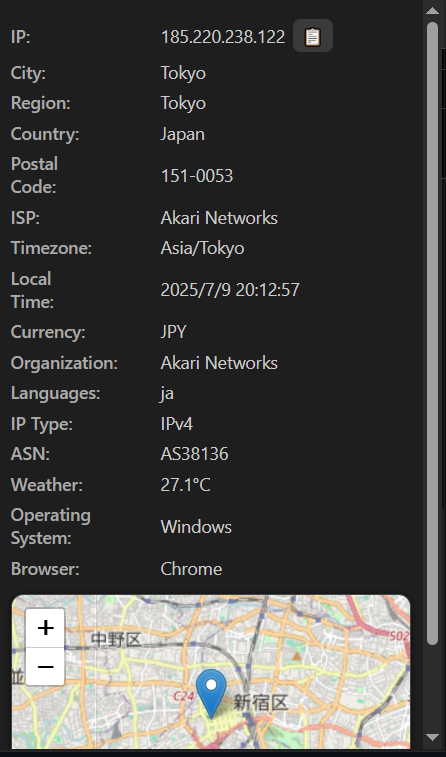 IP: 185.220.238.122
City: Tokyo
Region: Tokyo
Country: Japan
Postal
Code: 151-0053
ISP: Akari Networks
Timezone: Asia/Tokyo
Local
Time: 2025/7/9 20:12:57
Currency: JPY
Organization: Akari Networks
Languages: ja
IP Type: IPv4
ASN: AS38136
Weather: 27.1°C
Operating
System: Windows
Browser: Chrome
+
−
中野区
502
並
C24
新宿区